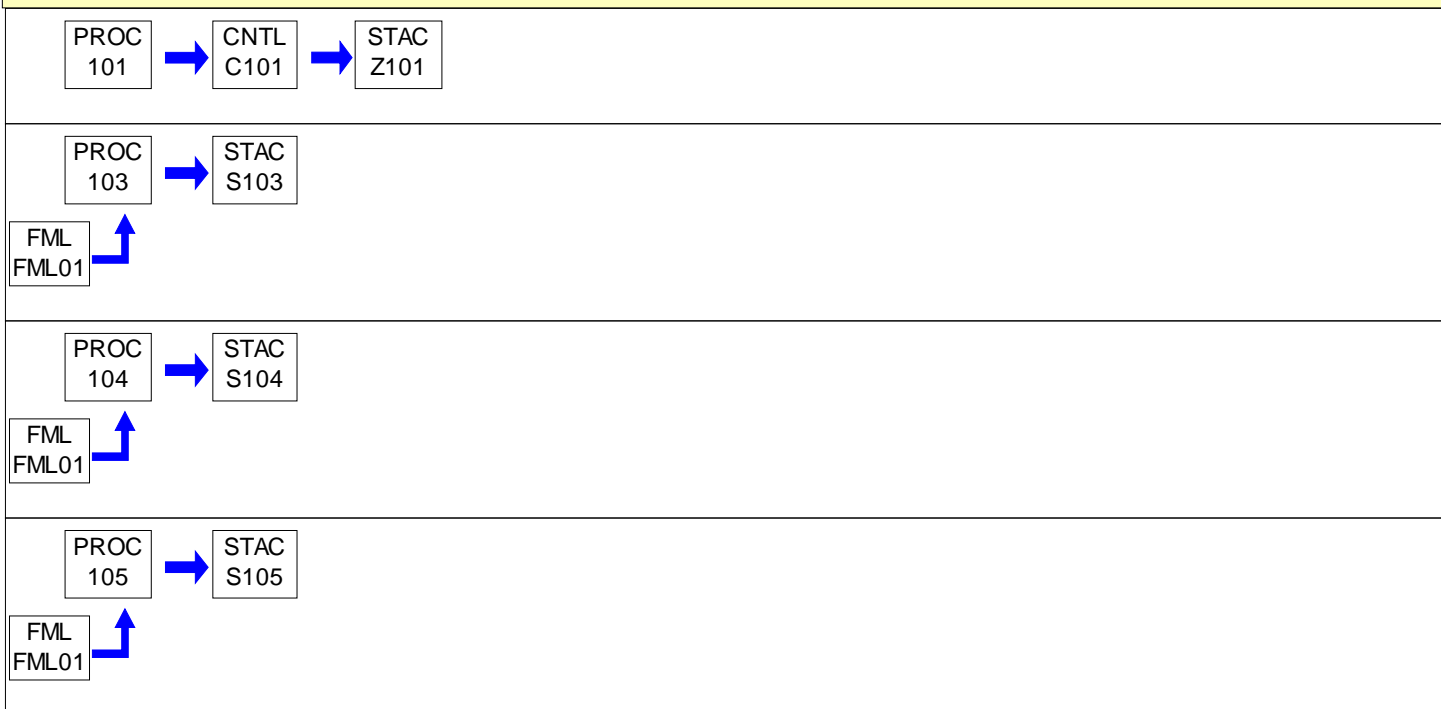 PROC
101
CNTL
C101
STAC
Z101
PROC
103
STAC
S103
FML
FML01
PROC
104
STAC
S104
FML
FML01
PROC
105
STAC
S105
FML
FML01